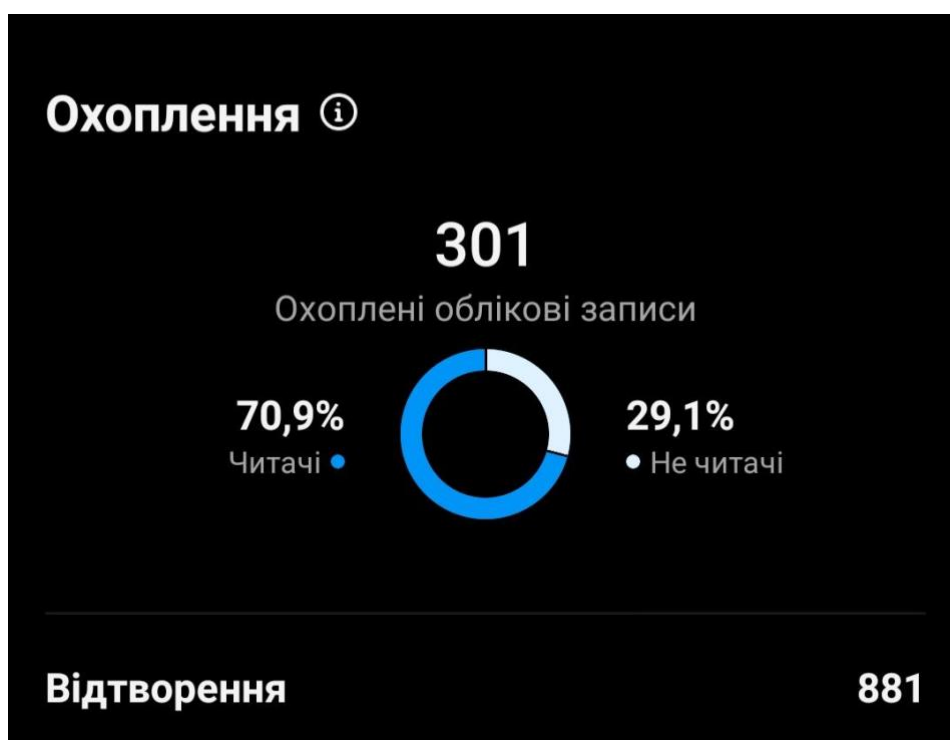 Охоплення
301
Охоплені облікові записи
70,9% 29,1%
Читачі Не читачі
Відтворення 881